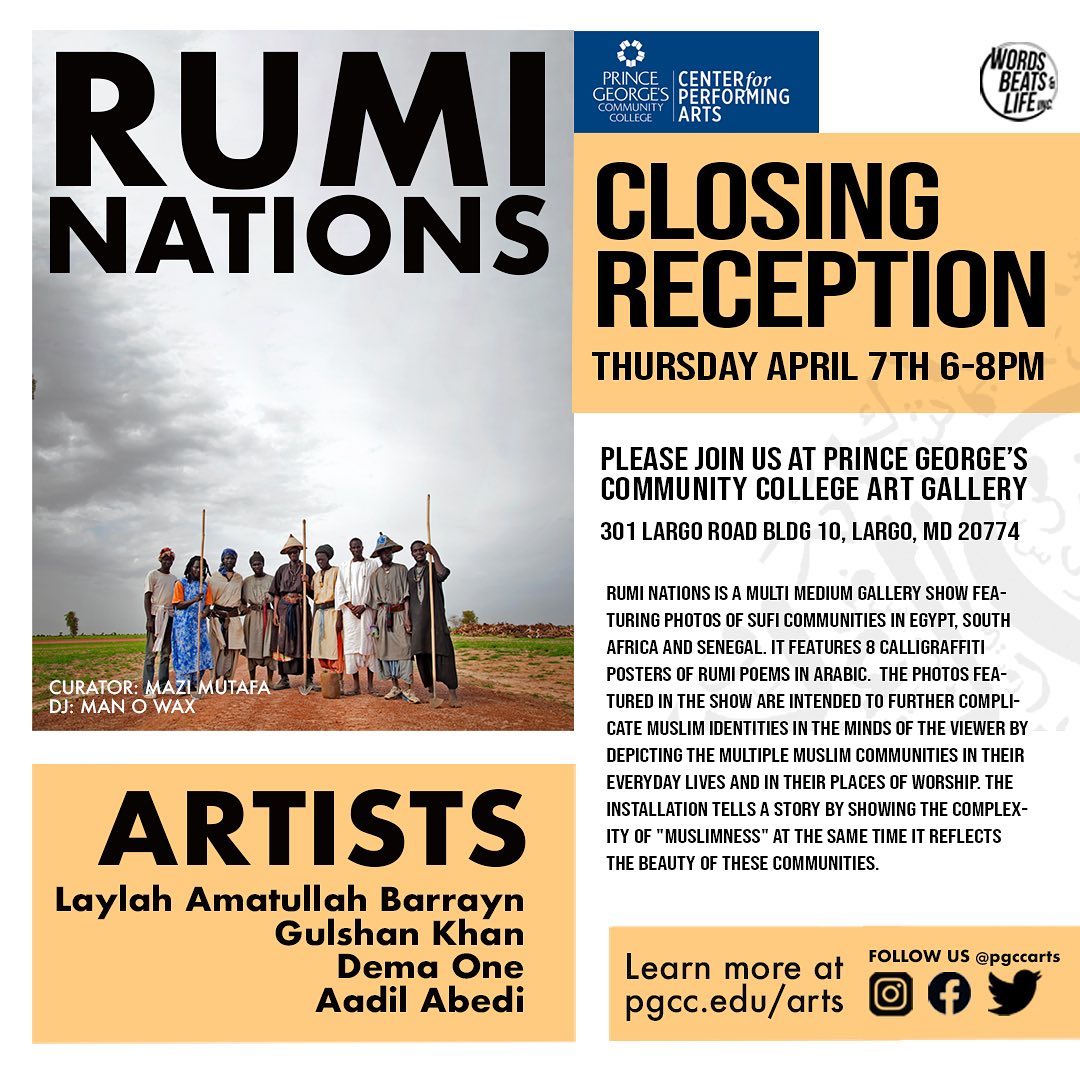 RUMI
NATIONS
CURATOR: MAZI MUTAFA
DJ: MAN O WAX
ARTISTS
Laylah Amatullah Barrayn
Gulshan Khan
Dema One
Aadil Abedi
PRINCE
GEORGE'S
COMMUNITY
COLLEGE
CENTER for
PERFORMING
ARTS
WORDS
BEATS &
LIFE INC.
CLOSING
RECEPTION
THURSDAY APRIL 7TH 6-8PM
PLEASE JOIN US AT PRINCE GEORGE'S
COMMUNITY COLLEGE ART GALLERY
301 LARGO ROAD BLDG 10, LARGO, MD 20774
RUMI NATIONS IS A MULTI MEDIUM GALLERY SHOW FEA-
TURING PHOTOS OF SUFI COMMUNITIES IN EGYPT, SOUTH
AFRICA AND SENEGAL. IT FEATURES 8 CALLIGRAFFITI
POSTERS OF RUMI POEMS IN ARABIC. THE PHOTOS FEA-
TURED IN THE SHOW ARE INTENDED TO FURTHER COMPLI-
CATE MUSLIM IDENTITIES IN THE MINDS OF THE VIEWER BY
DEPICTING THE MULTIPLE MUSLIM COMMUNITIES IN THEIR
EVERYDAY LIVES AND IN THEIR PLACES OF WORSHIP. THE
INSTALLATION TELLS A STORY BY SHOWING THE COMPLEX-
ITY OF "MUSLIMNESS" AT THE SAME TIME IT REFLECTS
THE BEAUTY OF THESE COMMUNITIES.
Learn more at
pgcc.edu/arts
FOLLOW US @pgccarts